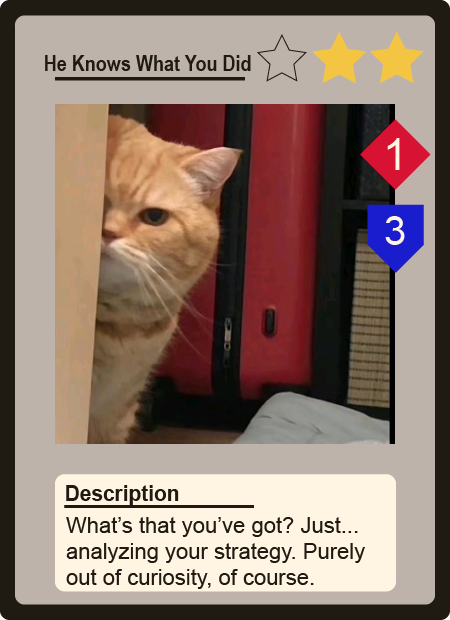 He Knows What You Did
1
3
Description
What's that you've got? Just...
analyzing your strategy. Purely
out of curiosity, of course.